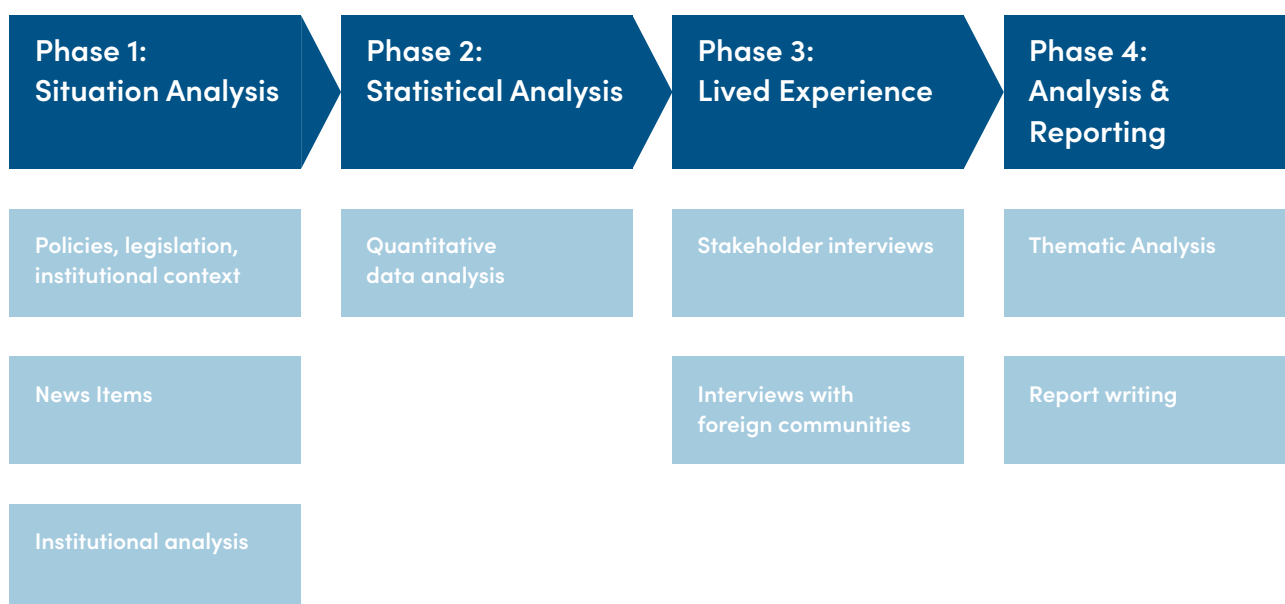 Phase 1:
Situation Analysis
Phase 2:
Statistical Analysis
Phase 3:
Lived Experience
Phase 4:
Analysis &
Reporting
Policies, legislation,
institutional context
News Items
Institutional analysis
Quantitative
data analysis
Stakeholder interviews
Interviews with
foreign communities
Thematic Analysis
Report writing